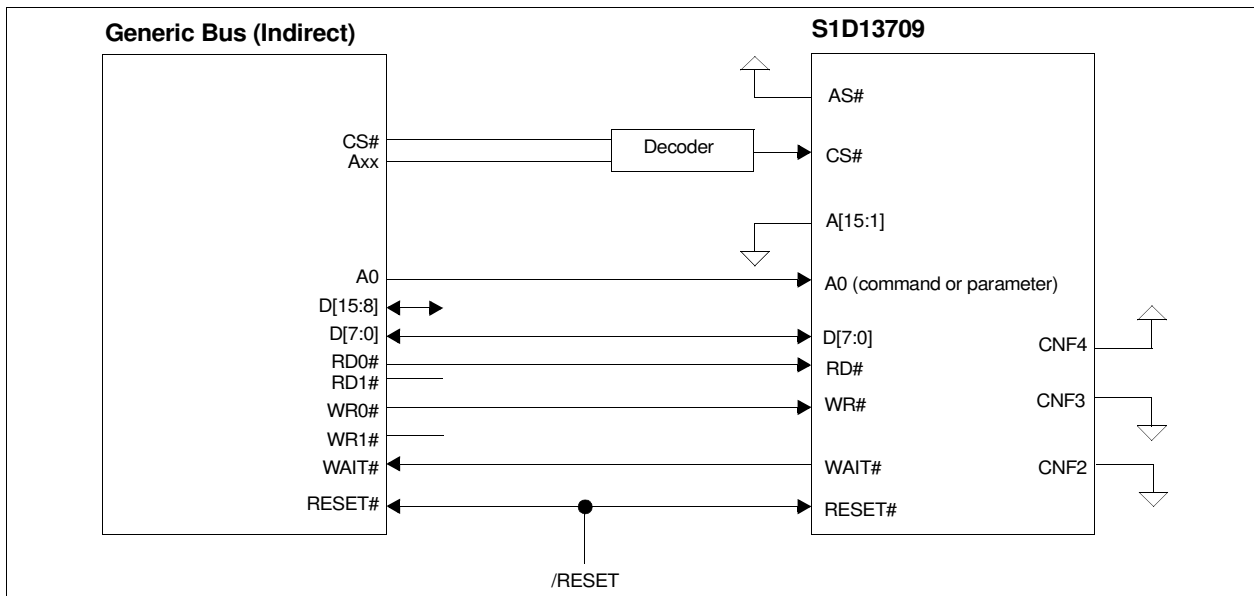 Generic Bus (Indirect)
S1D13709
AS#
CS#
Axx
Decoder
CS#
A[15:1]
A0
A0 (command or parameter)
D[15:8]
D[7:0]
D[7:0]
CNF4
RD0#
RD#
RD1#
WR0#
WR#
CNF3
WR1#
WAIT#
WAIT#
CNF2
RESET#
RESET#
/RESET